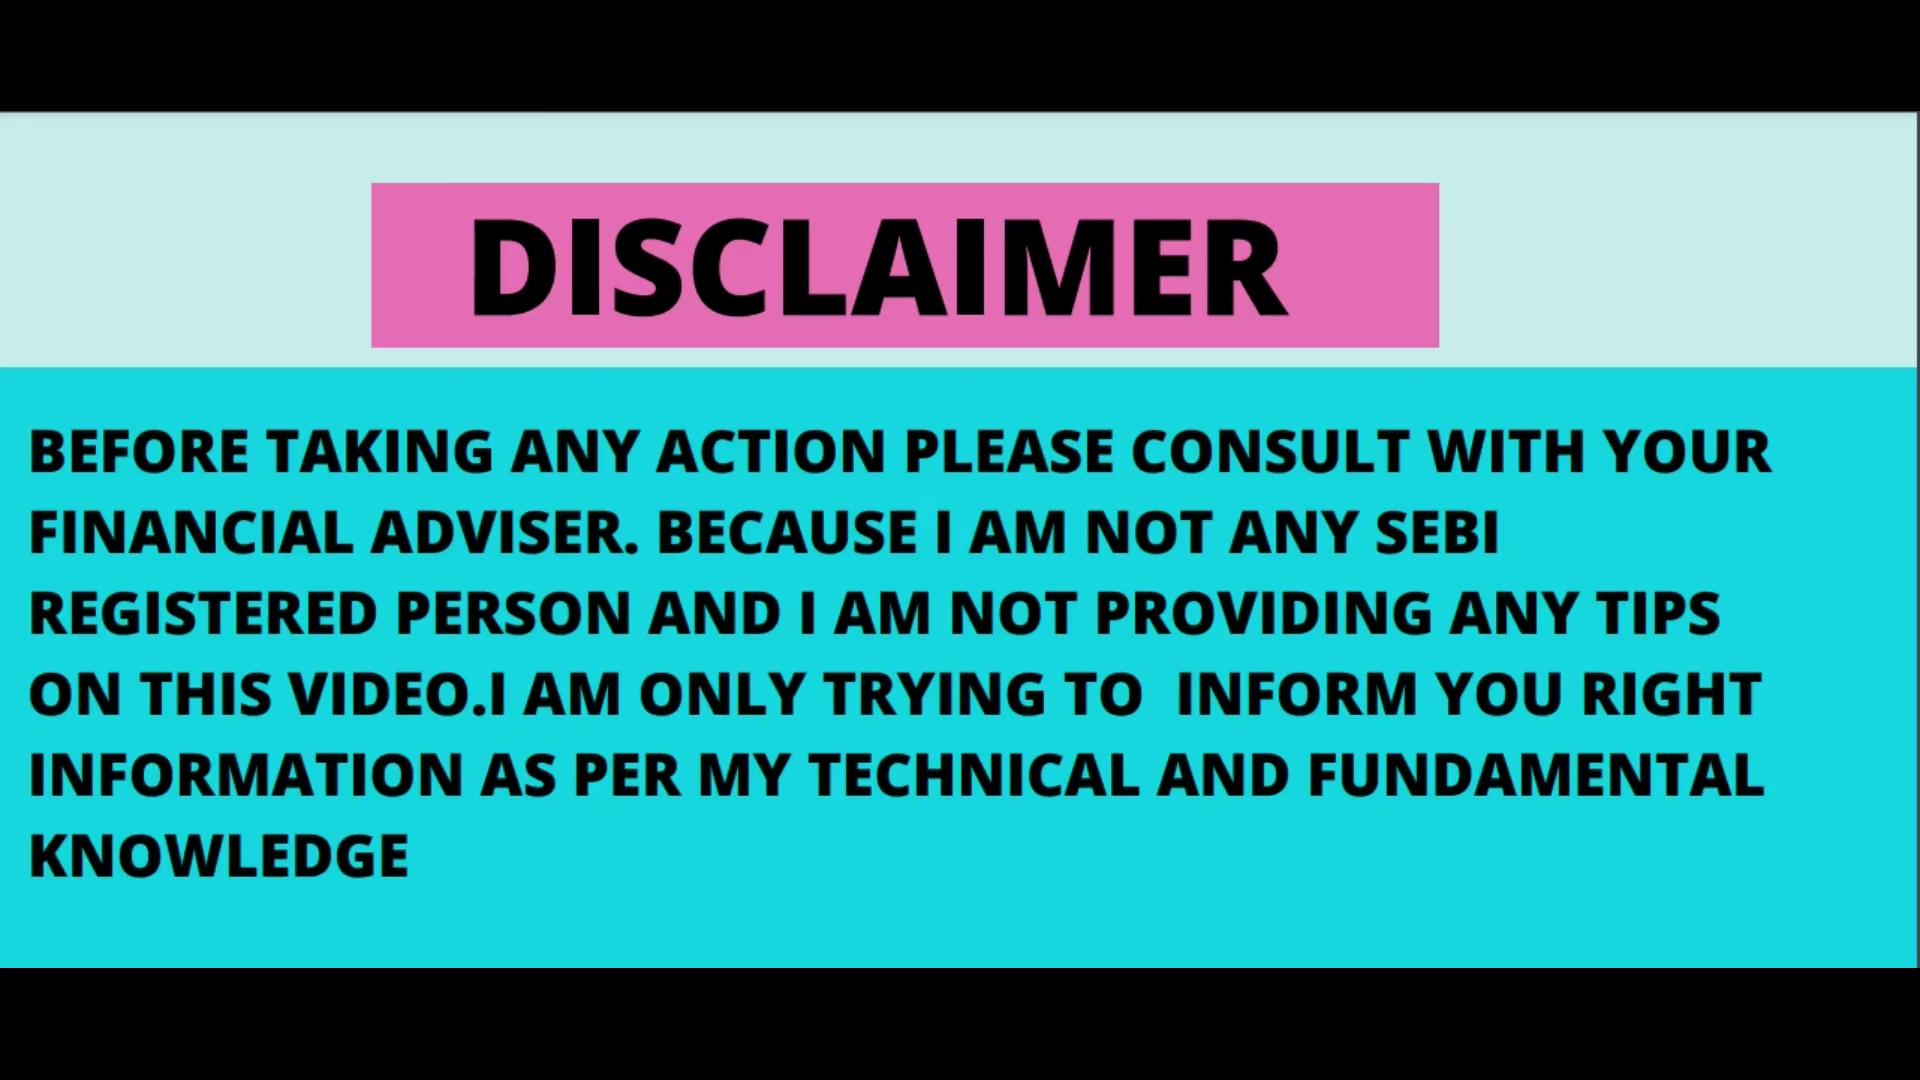 DISCLAIMER
BEFORE TAKING ANY ACTION PLEASE CONSULT WITH YOUR
FINANCIAL ADVISER. BECAUSE I AM NOT ANY SEBI
REGISTERED PERSON AND I AM NOT PROVIDING ANY TIPS
ON THIS VIDEO.I AM ONLY TRYING TO  INFORM YOU RIGHT
INFORMATION AS PER MY TECHNICAL AND FUNDAMENTAL
KNOWLEDGE